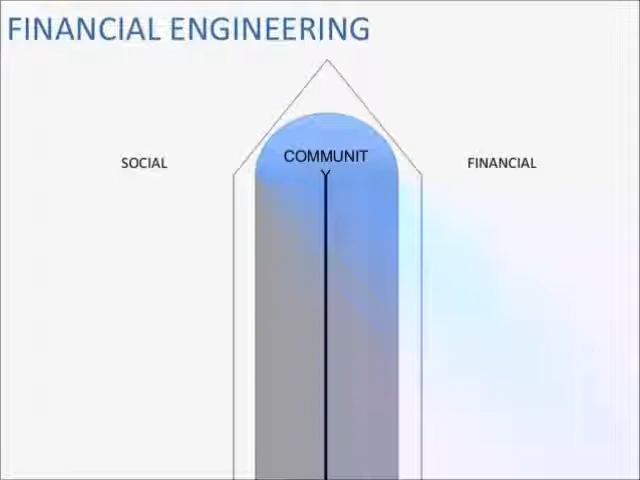 FINANCIAL ENGINEERING
SOCIAL
COMMUNIT
Y
FINANCIAL